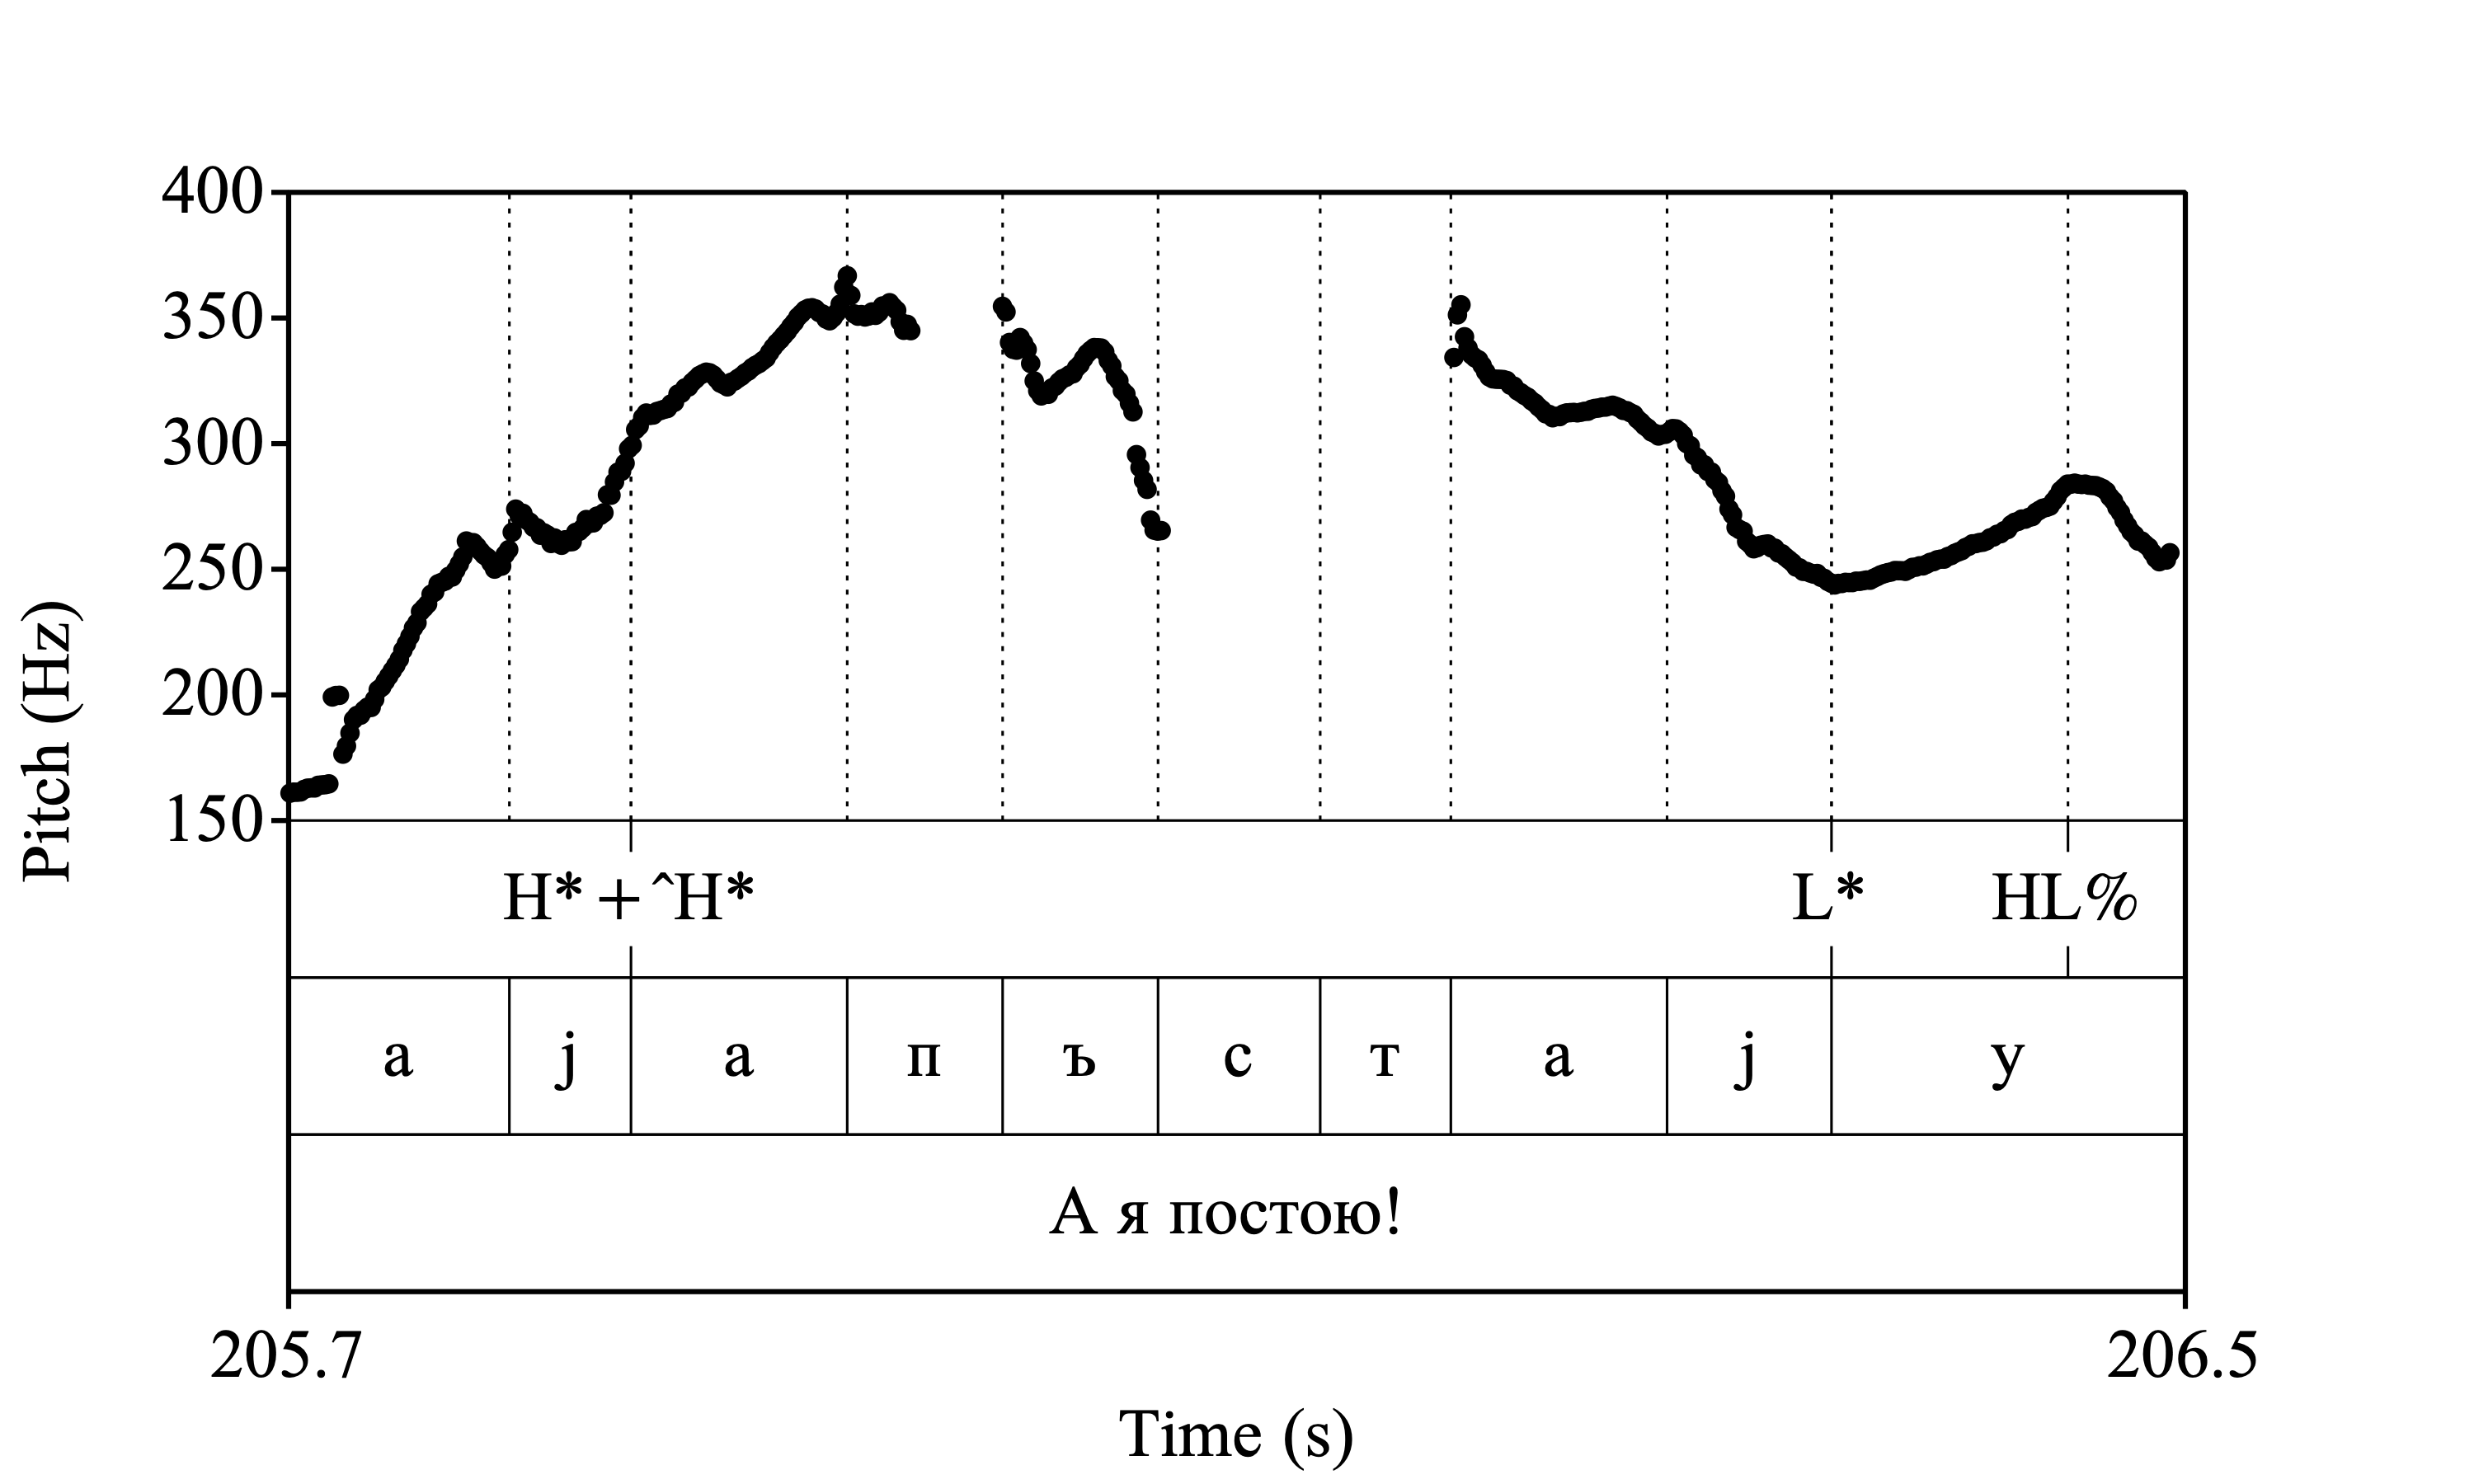 400
350
300
250
200
150
Pitch (Hz)
H*+ˆH* L* HL%
а j а п ъ с т а j у
А я постою!
205.7 206.5
Time (s)